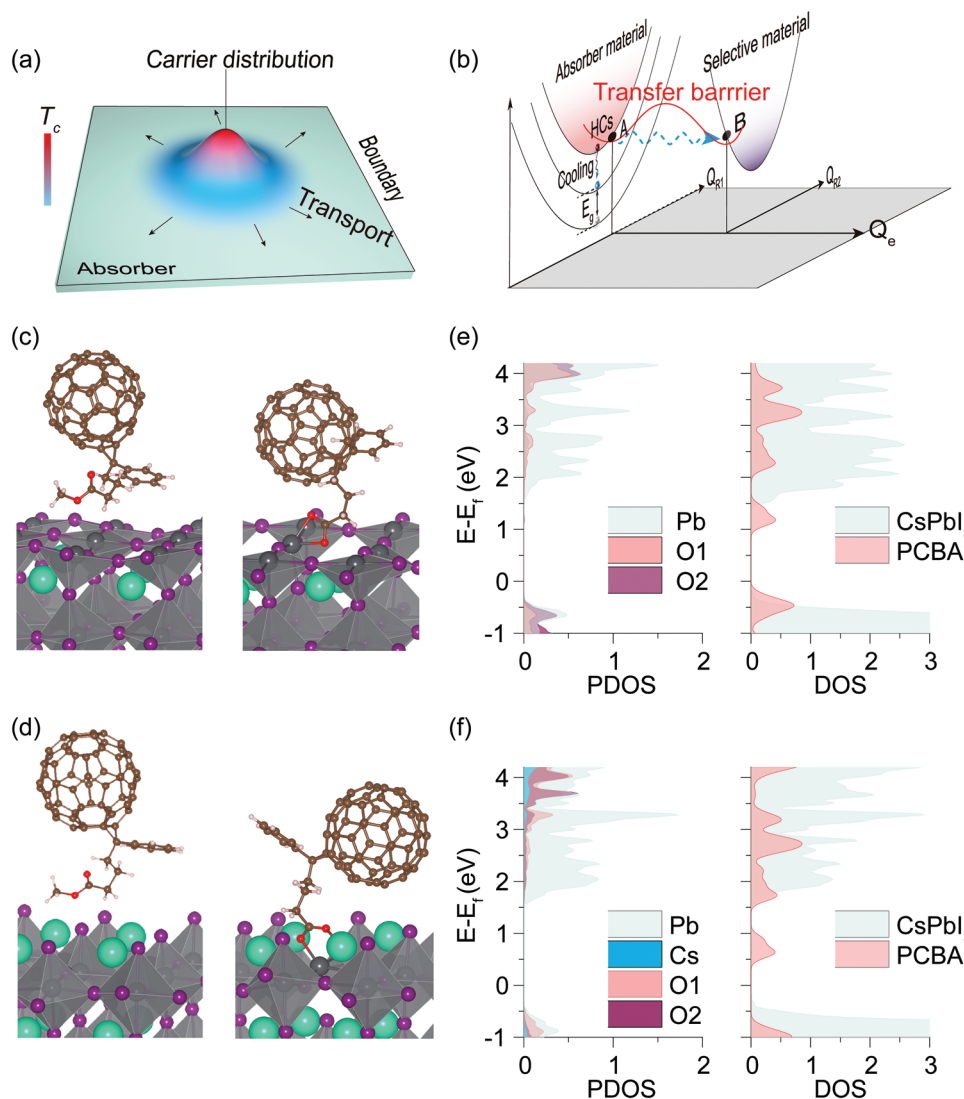 (a)
Carrier distribution
Tc
Boundary
Transport
Absorber
(b)
Absorber material
Selective material
Transfer barrrier
HCs
A
B
Cooling
Eg
QR1
QR2
Qe
(c)
(d)
(e)
E-Ef (eV)
4
3
2
1
0
-1
Pb
O1
O2
0 1 2
PDOS
CsPbI
PCBA
0 1 2 3
DOS
(f)
E-Ef (eV)
4
3
2
1
0
-1
Pb
Cs
O1
O2
0 1 2
PDOS
CsPbI
PCBA
0 1 2 3
DOS